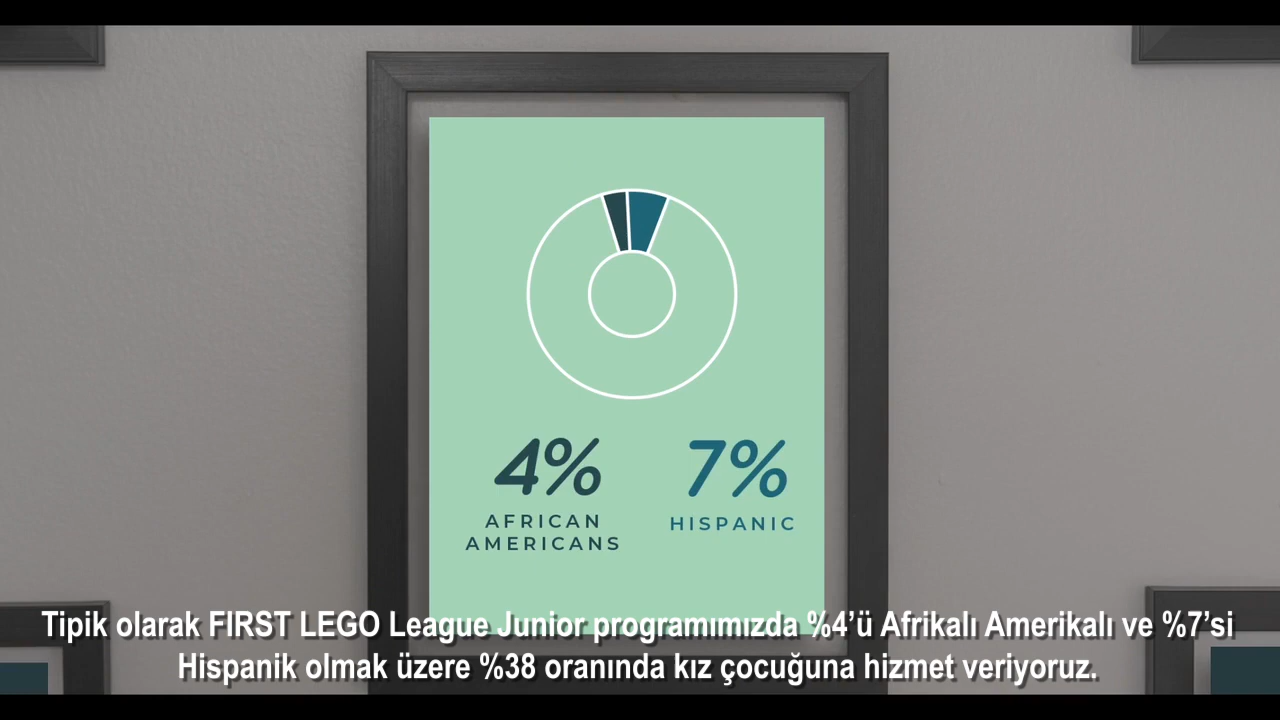 4%
7%
AFRICAN
AMERICANS
HISPANIC
Tipik olarak FIRST LEGO League Junior programımızda %4’ü Afrikalı Amerikalı ve %7’si
Hispanik olmak üzere %38 oranında kız çocuğuna hizmet veriyoruz.